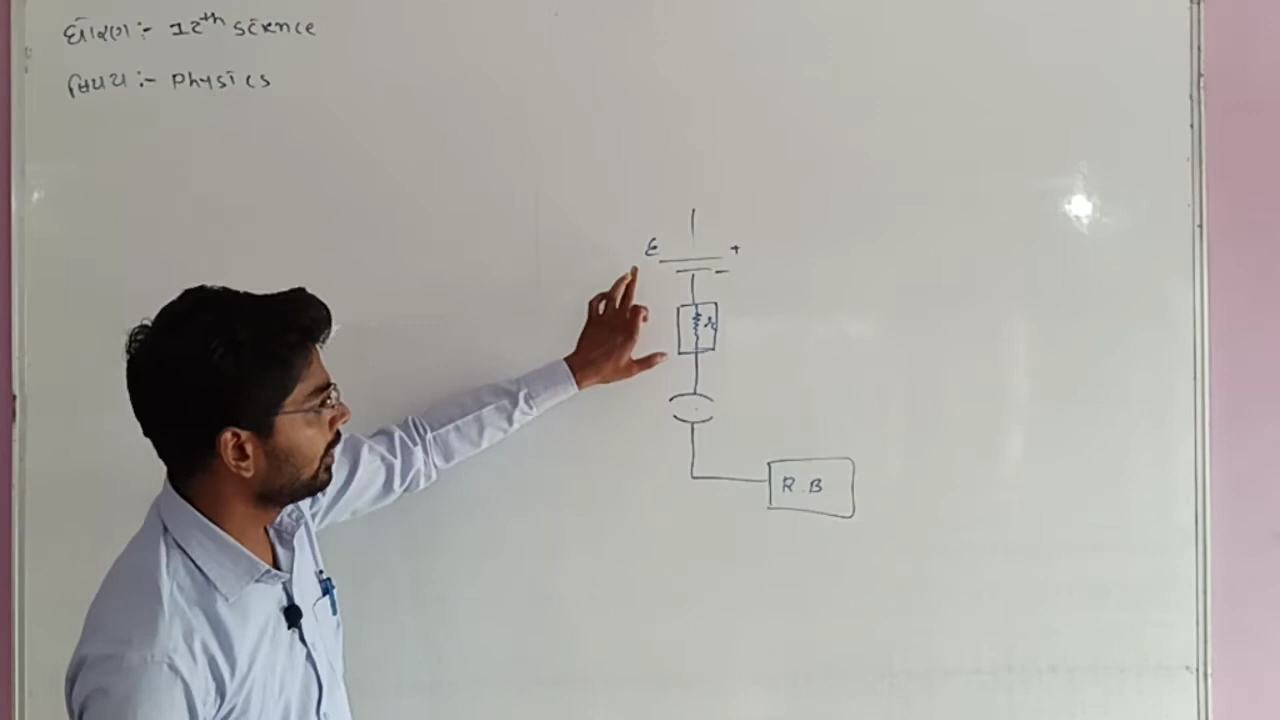 ધોરણ :- 12th science
વિષય :- Physics
ε +
-
r
R.B